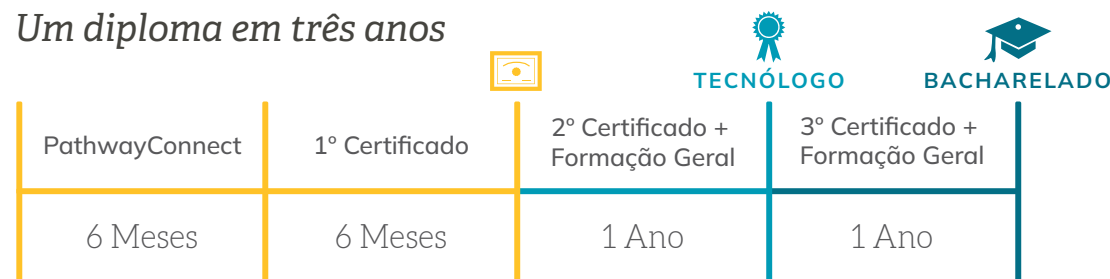 Um diploma em três anos
TECNÓLOGO
BACHARELADO
PathwayConnect
1º Certificado
2º Certificado +
Formação Geral
3º Certificado +
Formação Geral
6 Meses
6 Meses
1 Ano
1 Ano